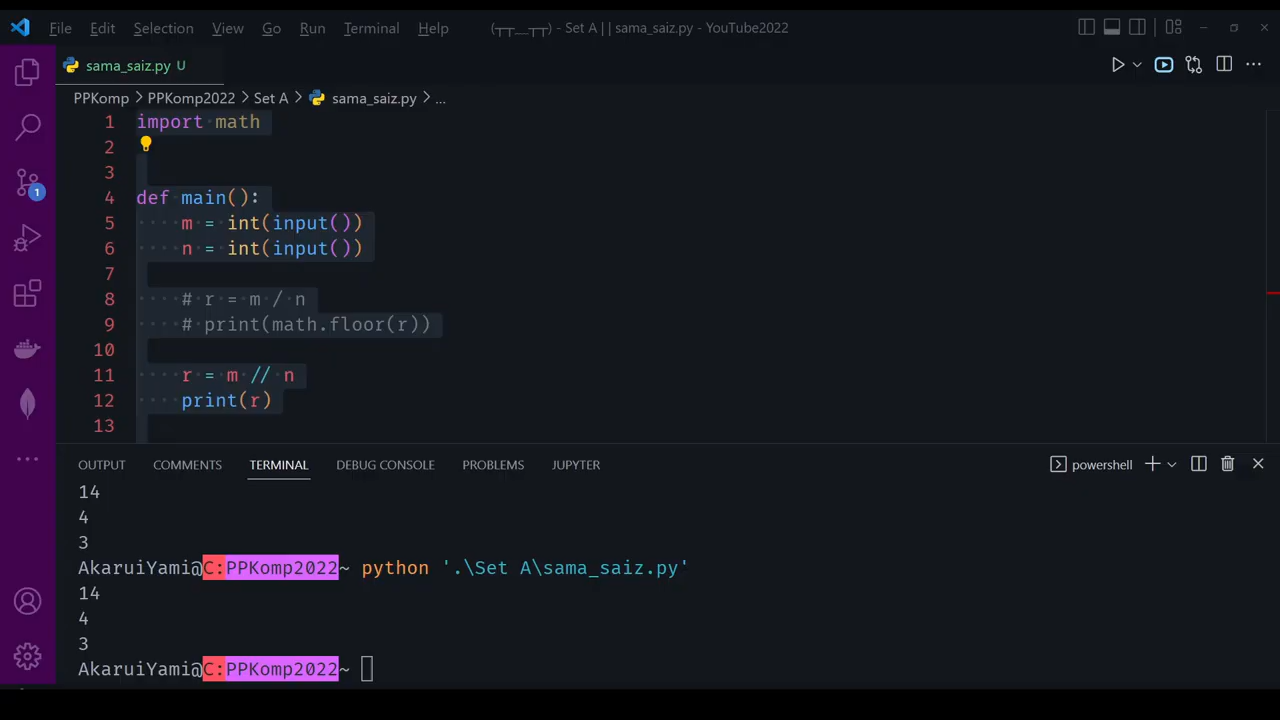 File Edit Selection View Go Run Terminal Help (┬┬﹏┬┬) - Set A | | sama_saiz.py - YouTube2022
sama_saiz.py U
PPKomp > PPKomp2022 > Set A > sama_saiz.py > ...
1 import math
2
3
4 def main():
5     m = int(input())
6     n = int(input())
7
8     # r = m / n
9     # print(math.floor(r))
10
11     r = m // n
12     print(r)
13
1
OUTPUT COMMENTS TERMINAL DEBUG CONSOLE PROBLEMS JUPYTER powershell
14
4
3
AkaruiYami@C:PPKomp2022~ python '.\Set A\sama_saiz.py'
14
4
3
AkaruiYami@C:PPKomp2022~